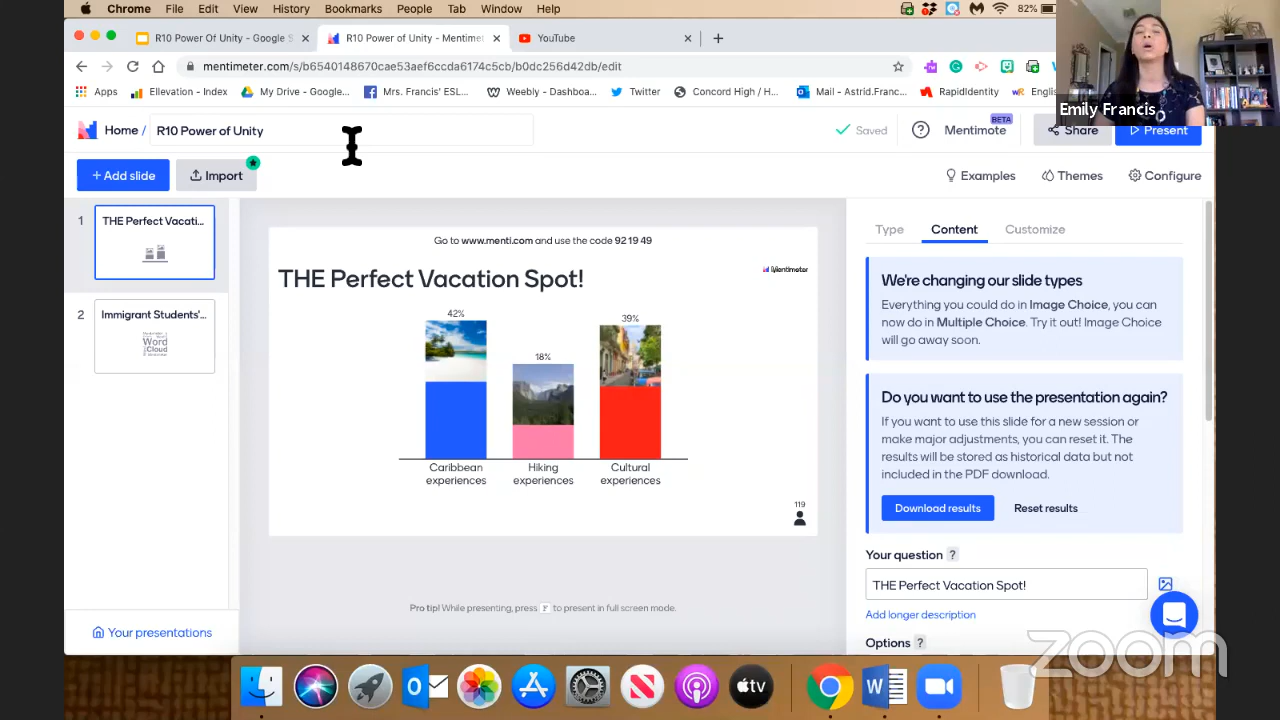 Chrome File Edit View History Bookmarks People Tab Window Help 82%
R10 Power Of Unity - Google S × R10 Power of Unity - Mentime × YouTube × +
mentimeter.com/s/b6540148670cae53aef6ccda6174c5cb/b0dc256d42db/edit
Apps Ellevation - Index My Drive - Google... Mrs. Francis' ESL... Weebly - Dashboa... Twitter Concord High / H... Mail - Astrid.Franc... RapidIdentity
Emily Francis
Home / R10 Power of Unity Saved ? Mentimote BETA Share Present
+ Add slide Import Examples Themes Configure
1 THE Perfect Vacati...
2 Immigrant Students'...
Word
Cloud
Your presentations
Go to www.menti.com and use the code 92 19 49
THE Perfect Vacation Spot!
Mentimeter
42% 18% 39%
Caribbean experiences
Hiking experiences
Cultural experiences
119
Pro tip! While presenting, press F to present in full screen mode.
Type Content Customize
We're changing our slide types
Everything you could do in Image Choice, you can
now do in Multiple Choice. Try it out! Image Choice
will go away soon.
Do you want to use the presentation again?
If you want to use this slide for a new session or
make major adjustments, you can reset it. The
results will be stored as historical data but not
included in the PDF download.
Download results Reset results
Your question ?
THE Perfect Vacation Spot!
Add longer description
Options ?
zoom
tv